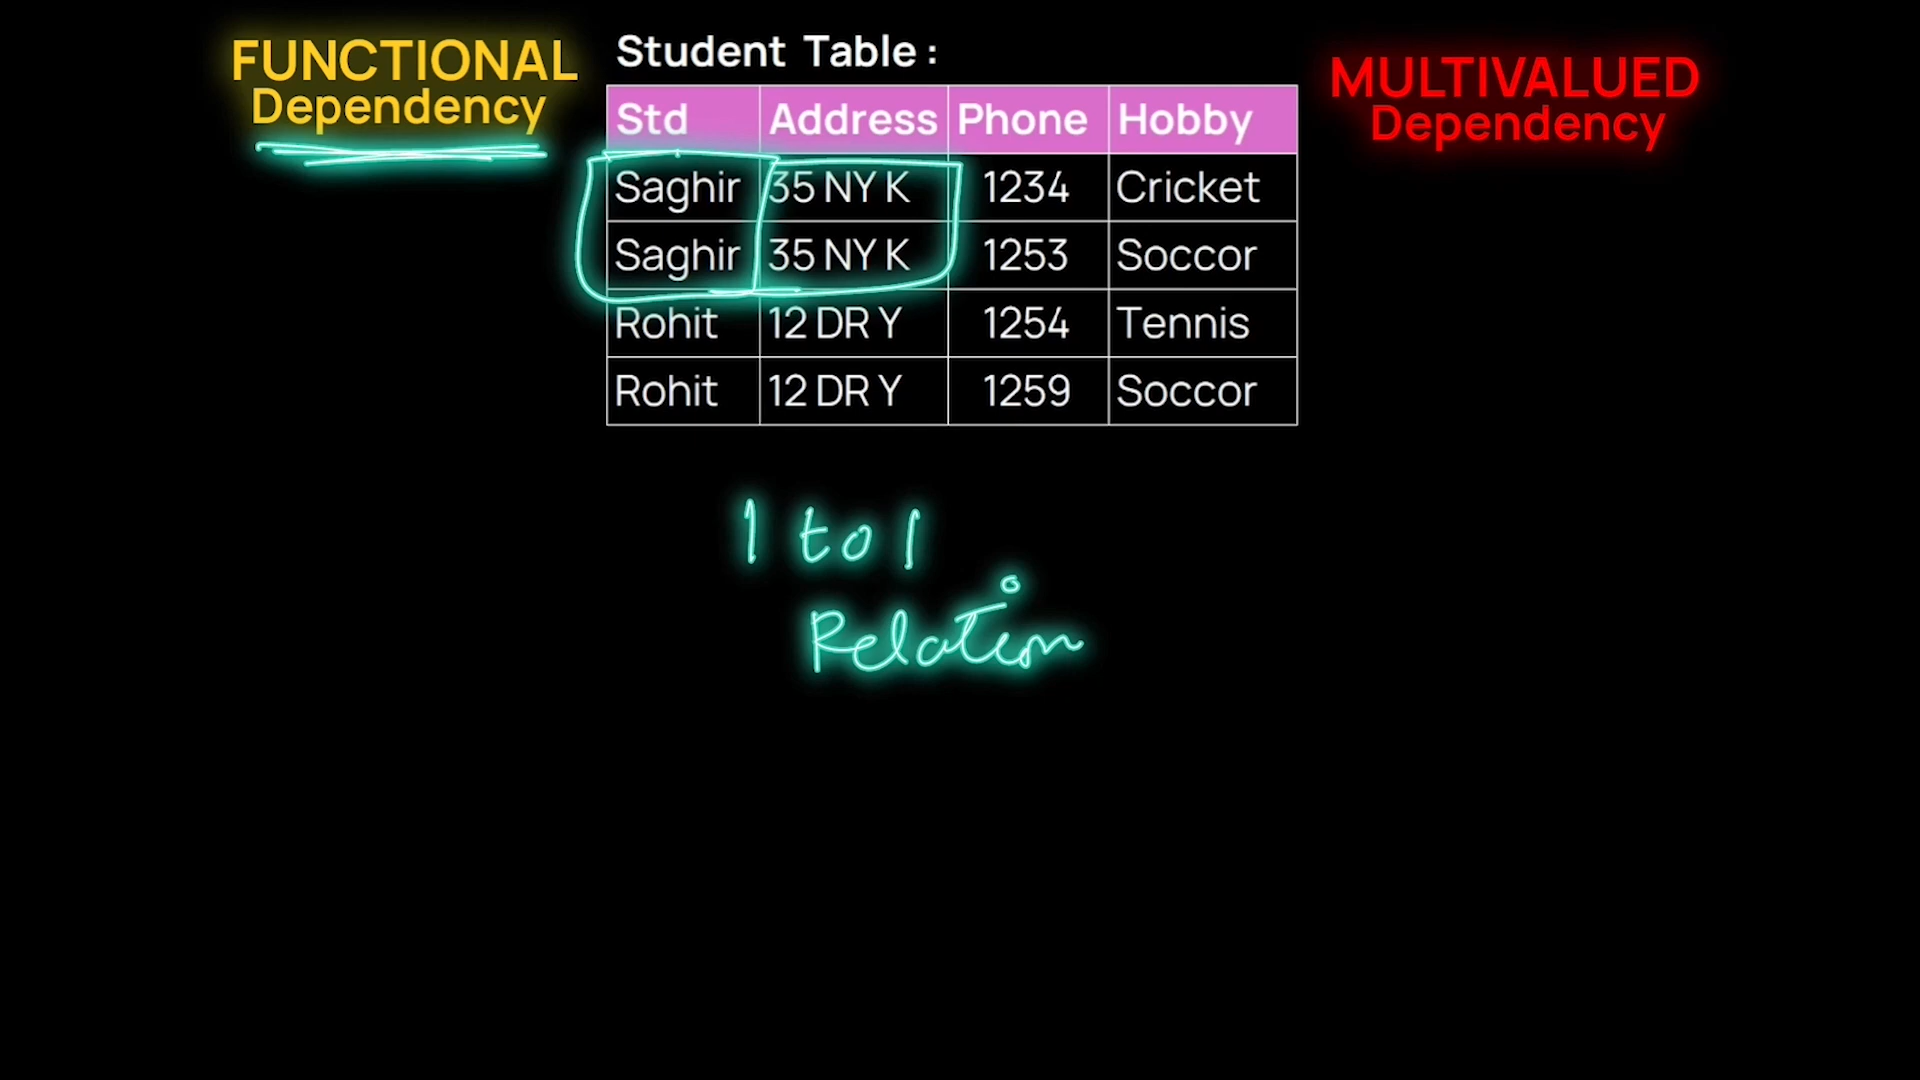 FUNCTIONAL
Dependency
Student Table :
Std Address Phone Hobby
Saghir 35 NY K 1234 Cricket
Saghir 35 NY K 1253 Soccor
Rohit 12 DR Y 1254 Tennis
Rohit 12 DR Y 1259 Soccor
MULTIVALUED
Dependency
1 to 1
Relation